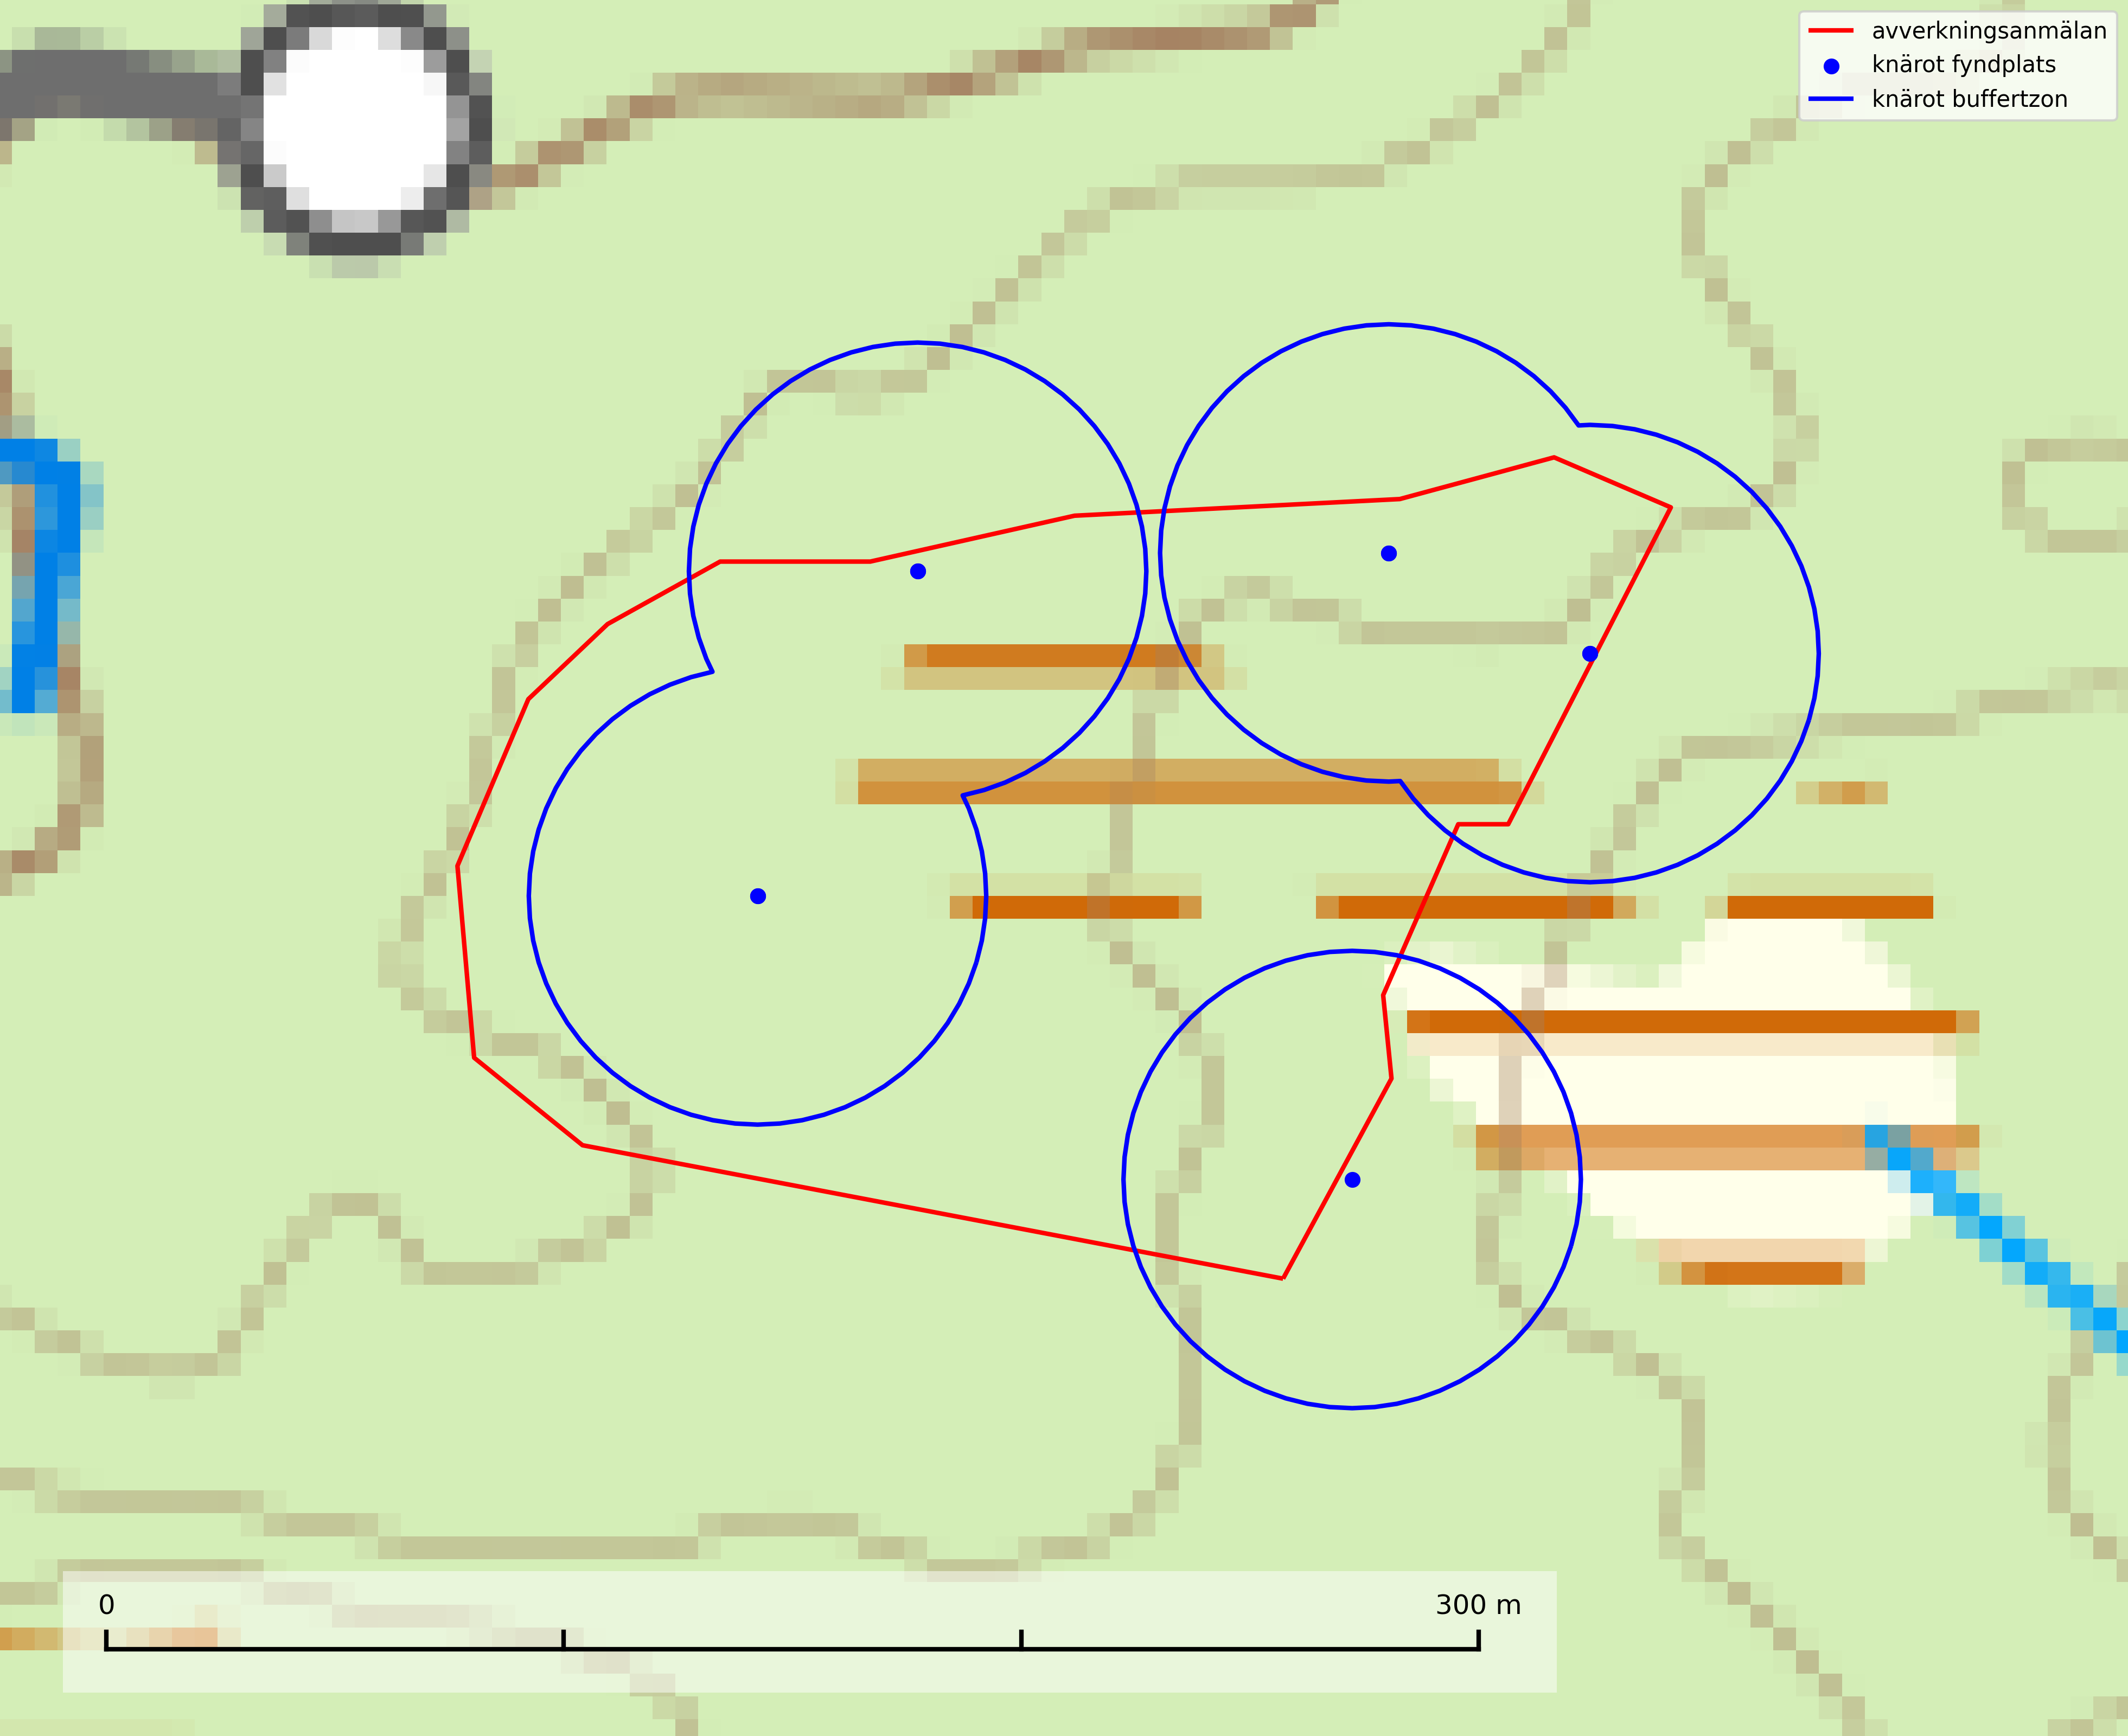 avverkningsanmälan
knärot fyndplats
knärot buffertzon
0 300 m